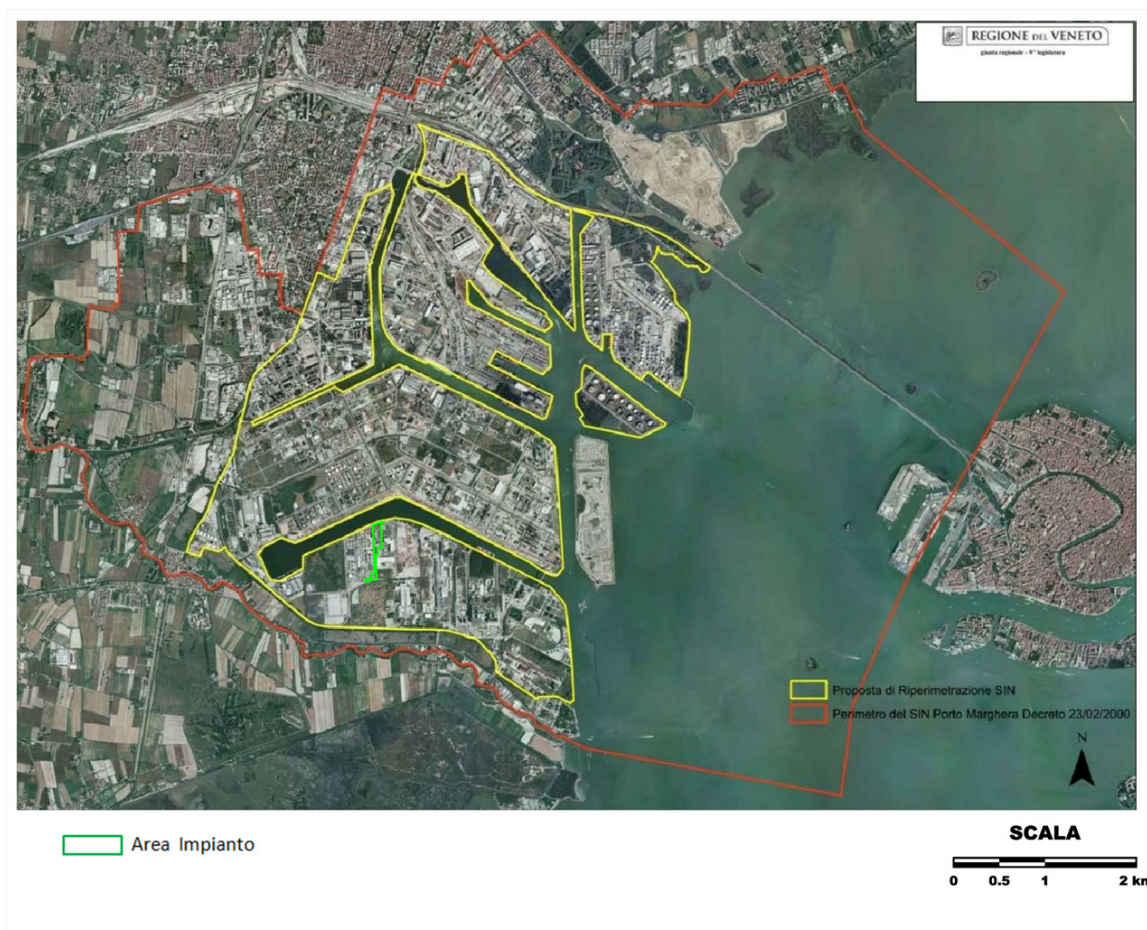 REGIONE DEL VENETO
giunta regionale – 9^ legislatura
Proposta di Riperimetrazione SIN
Perimetro del SIN Porto Marghera Decreto 23/02/2000
N
Area Impianto
SCALA
0 0.5 1 2 km